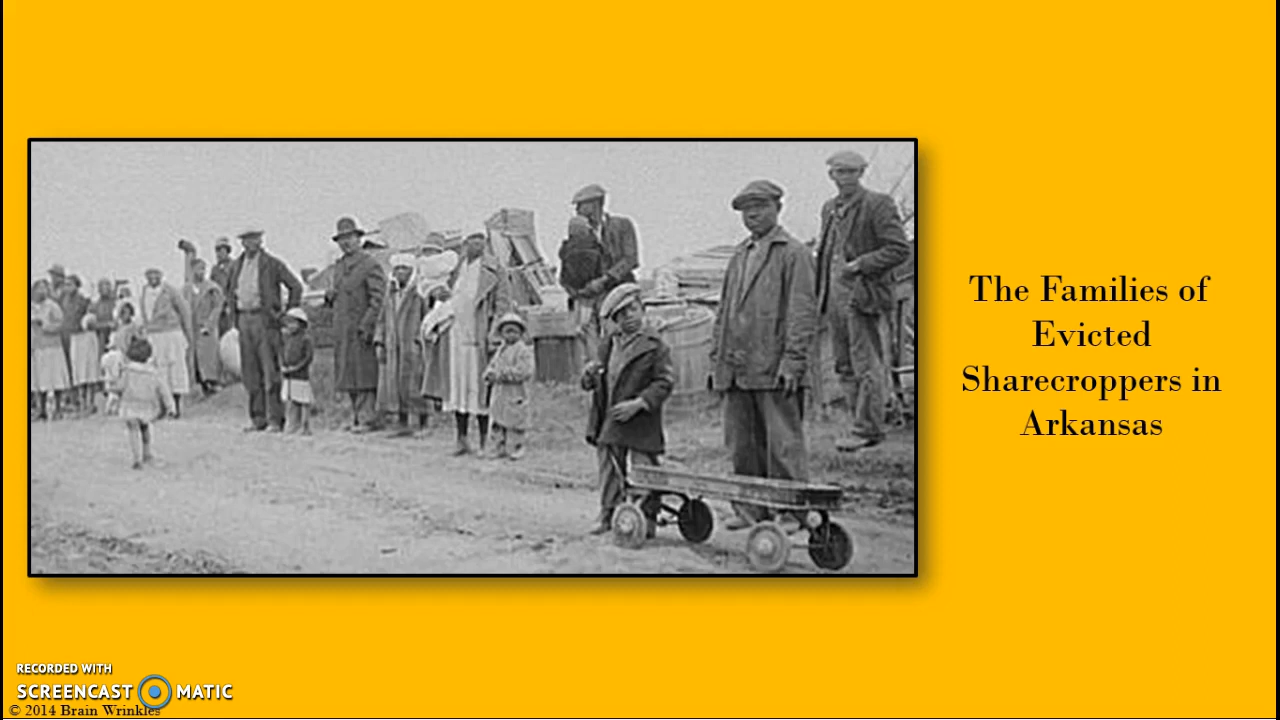 The Families of
Evicted
Sharecroppers in
Arkansas
RECORDED WITH
SCREENCAST MATIC
© 2014 Brain Wrinkles